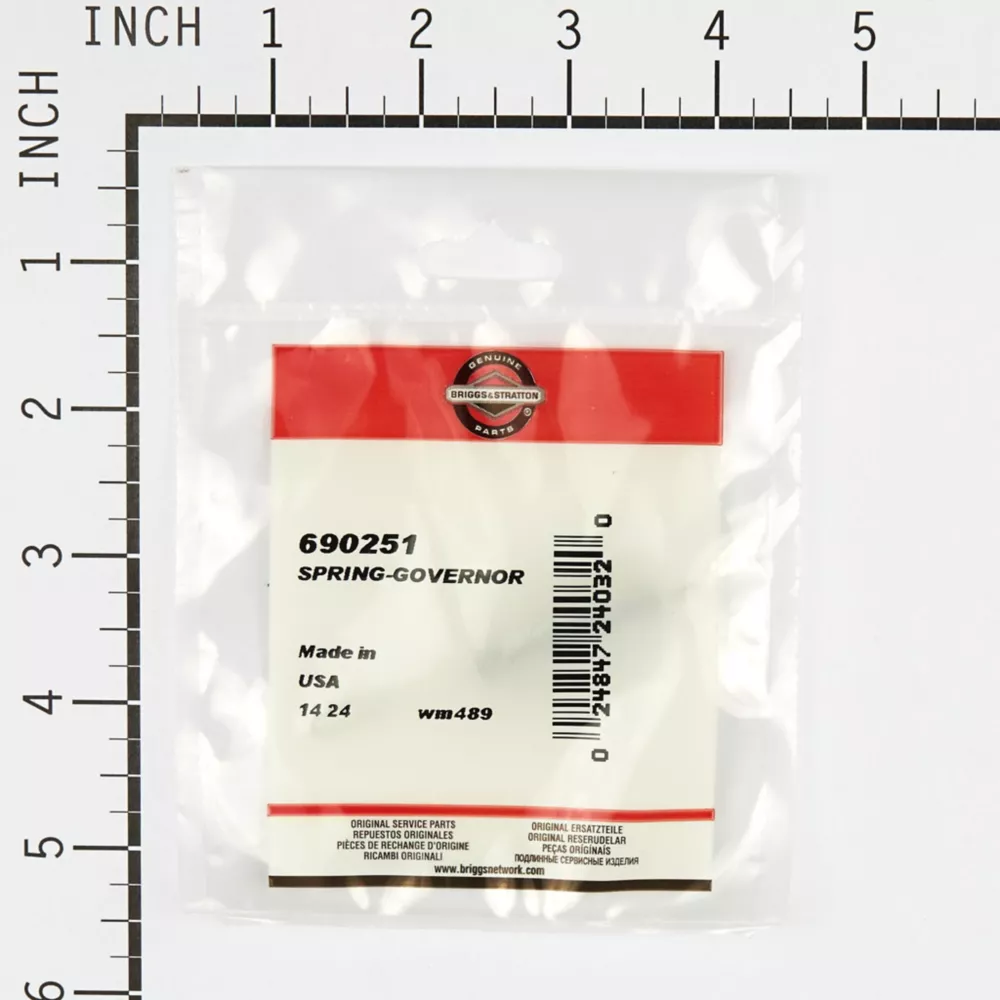 INCH 1 2 3 4 5
INCH 1 2 3 4 5 6
GENUINE
BRIGGS&STRATTON
®
PARTS
690251
SPRING-GOVERNOR
Made in
USA
14 24 wm489
0 24847 24032 0
ORIGINAL SERVICE PARTS
REPUESTOS ORIGINALES
PIÈCES DE RECHANGE D'ORIGINE
RICAMBI ORIGINALI
ORIGINAL ERSATZTEILE
ORIGINAL RESERUDELAR
PEÇAS ORIGINAIS
ПОДЛИННЫЕ СЕРВИСНЫЕ ИЗДЕЛИЯ
www.briggsnetwork.com